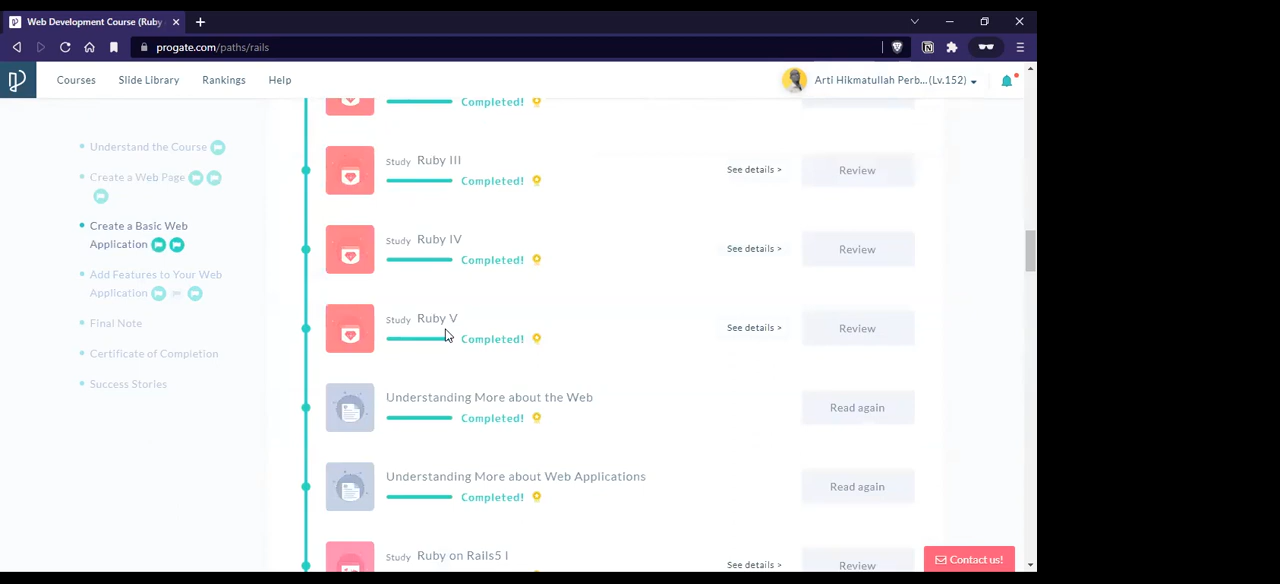 Web Development Course (Ruby
progate.com/paths/rails
Courses Slide Library Rankings Help Arti Hikmatullah Perb...(Lv.152)
Understand the Course
Create a Web Page
Create a Basic Web
Application
Add Features to Your Web
Application
Final Note
Certificate of Completion
Success Stories
Completed!
Study Ruby III
Completed!
See details >
Review
Study Ruby IV
Completed!
See details >
Review
Study Ruby V
Completed!
See details >
Review
Understanding More about the Web
Completed!
Read again
Understanding More about Web Applications
Completed!
Read again
Study Ruby on Rails5 I
See details >
Review
Contact us!